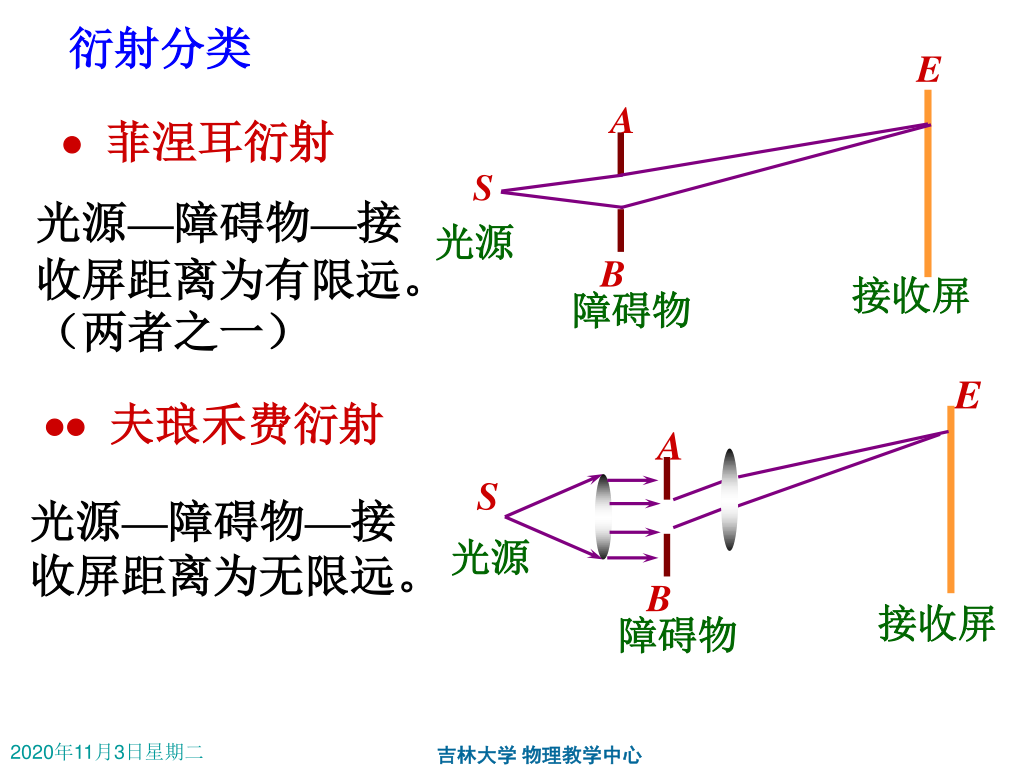 衍射分类
● 菲涅耳衍射
光源—障碍物—接
收屏距离为有限远。
（两者之一）
E
A
S
光源
B
障碍物
接收屏
●● 夫琅禾费衍射
光源—障碍物—接
收屏距离为无限远。
E
A
S
光源
B
障碍物
接收屏
2020年11月3日星期二
吉林大学 物理教学中心